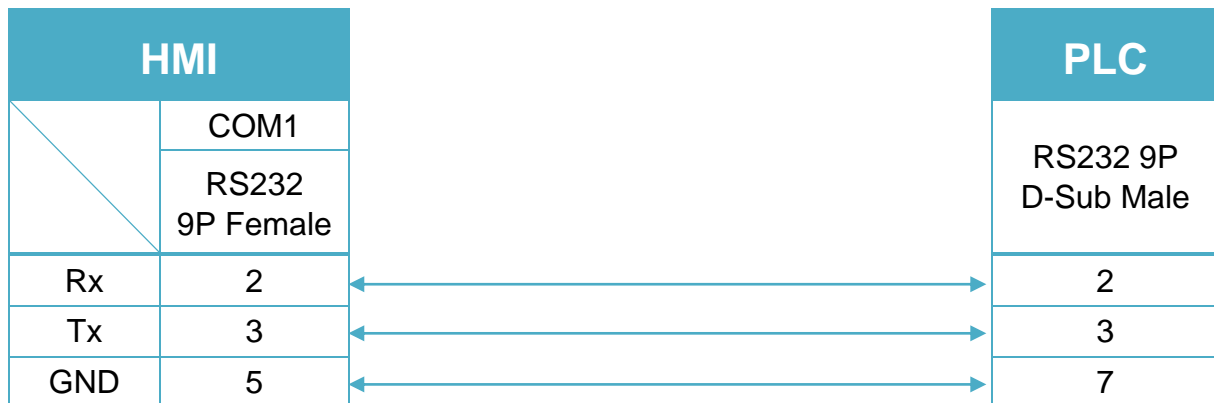 HMI
PLC
COM1
RS232
9P Female
RS232 9P
D-Sub Male
Rx 2 2
Tx 3 3
GND 5 7